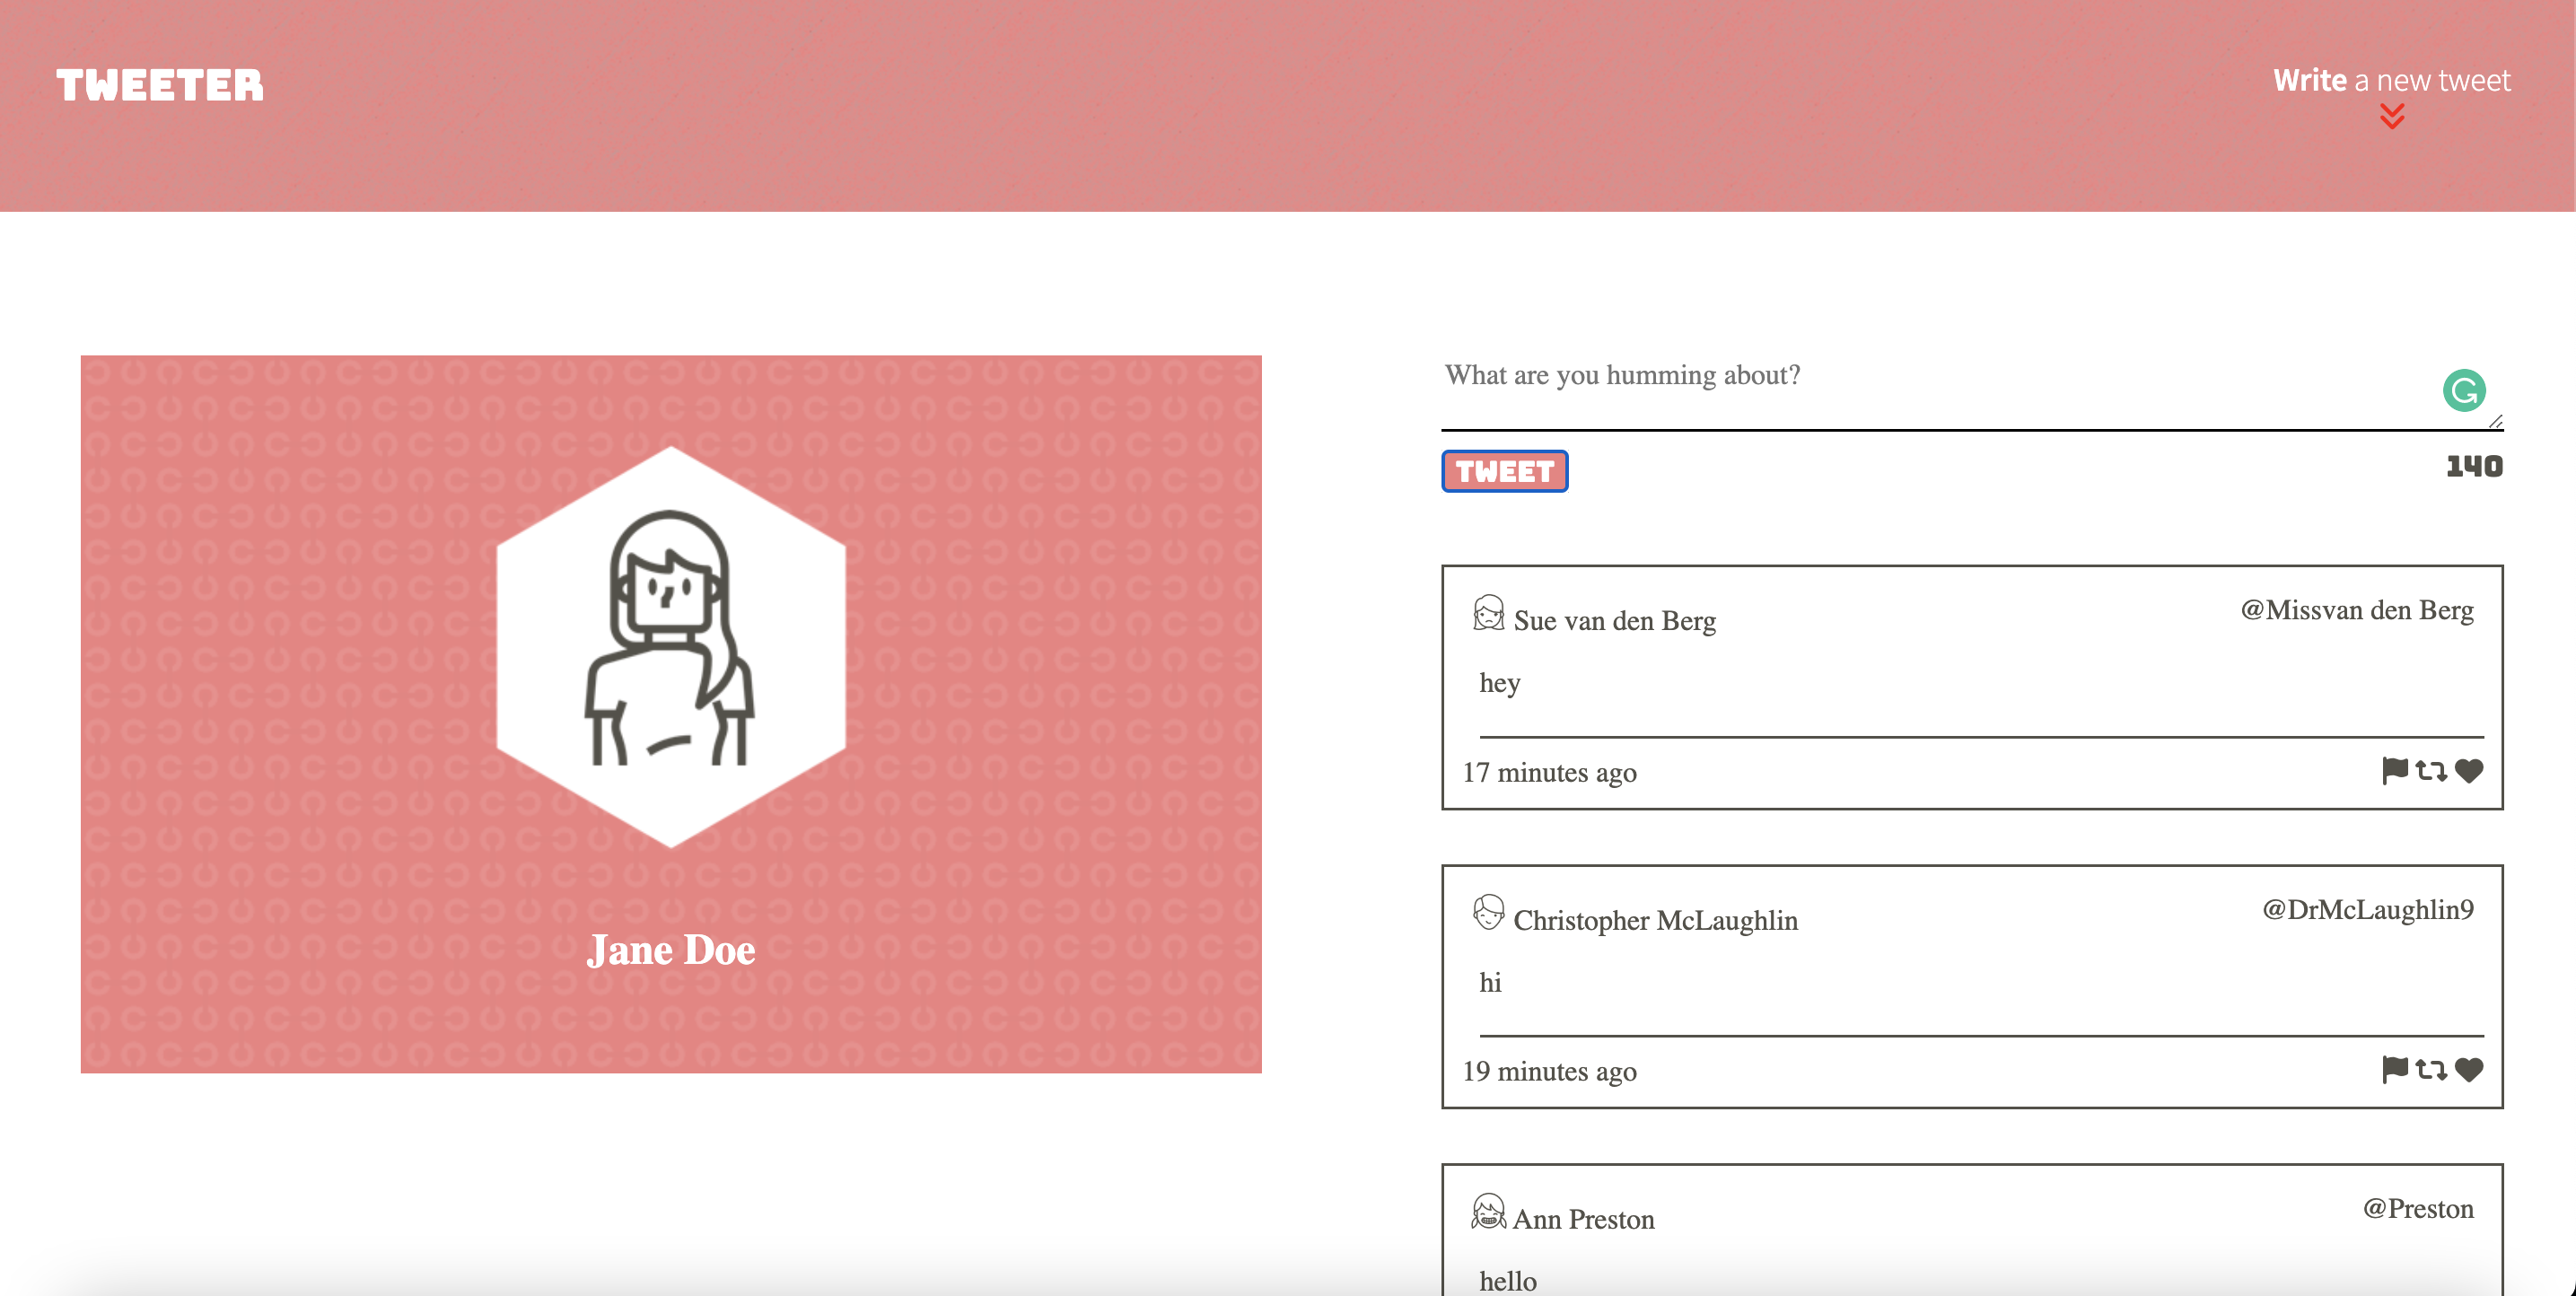 TWEETER
Write a new tweet
Jane Doe
What are you humming about?
TWEET
140
Sue van den Berg
@Missvan den Berg
hey
17 minutes ago
Christopher McLaughlin
@DrMcLaughlin9
hi
19 minutes ago
Ann Preston
@Preston
hello